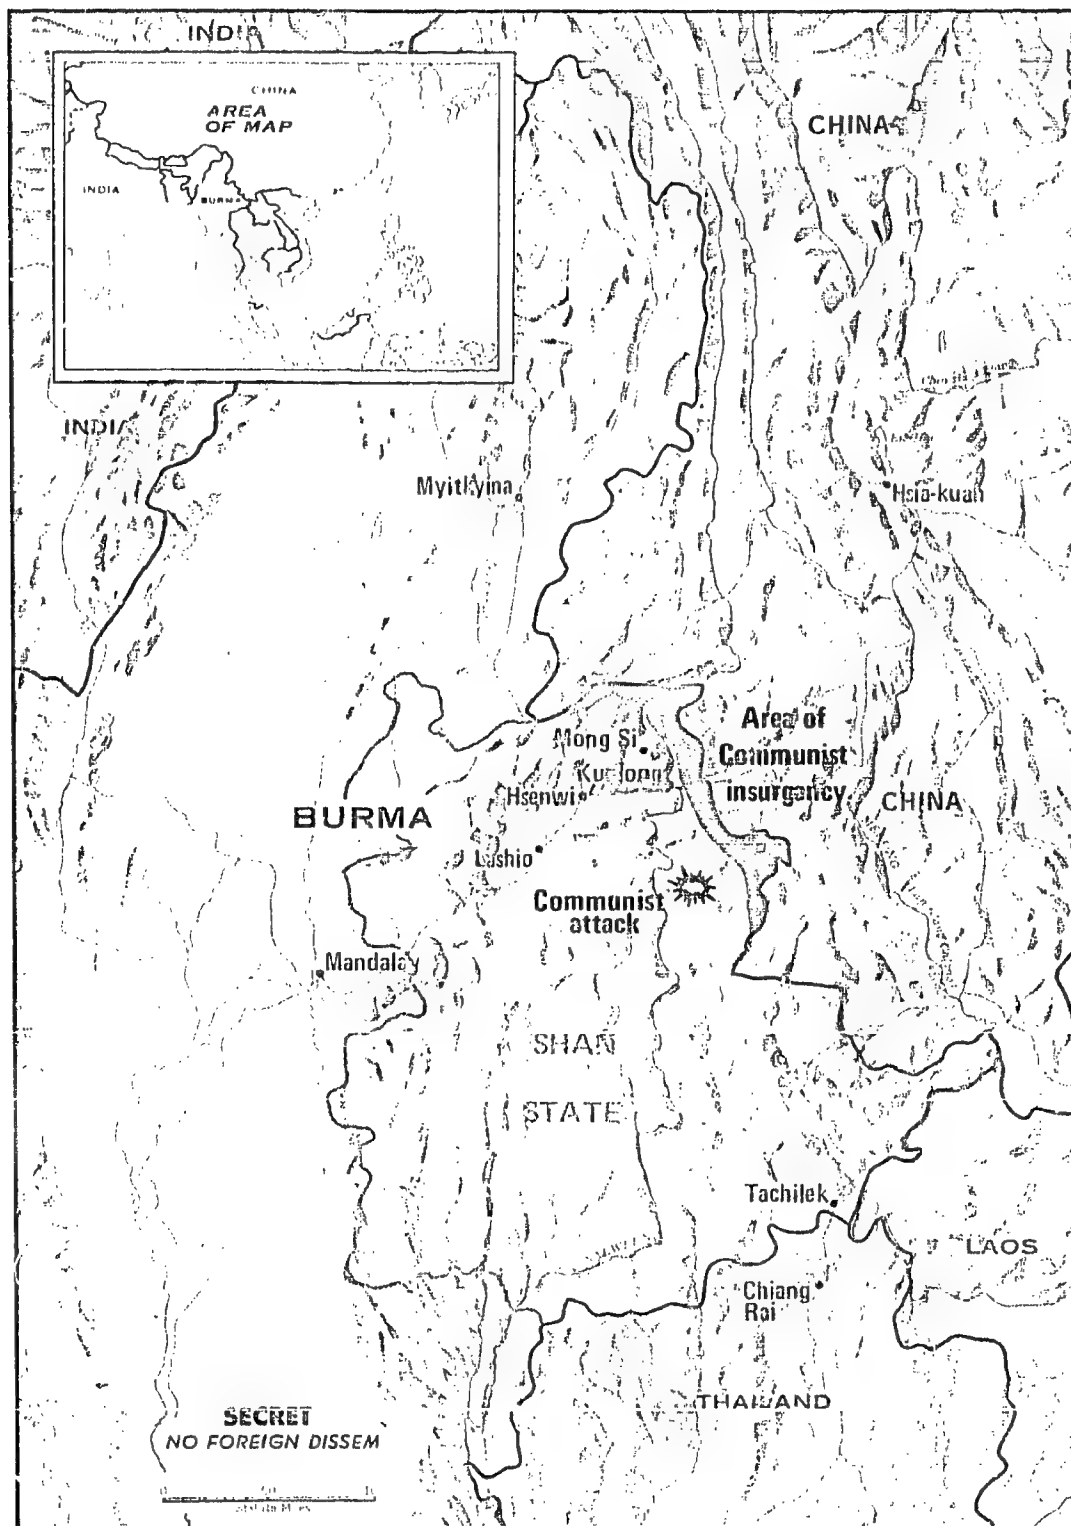 INDIA
CHINA
AREA
OF MAP
INDIA
BURMA
CHINA
INDIA
Myitkyina
Hsia-kuan
Area of
Communist
insurgency
Mong Si
Hsenwi
CHINA
BURMA
Lashio
Communist
attack
Mandalay
SHAN
STATE
Tachilek
LAOS
Chiang
Rai
THAILAND
SECRET
NO FOREIGN DISSEM
0